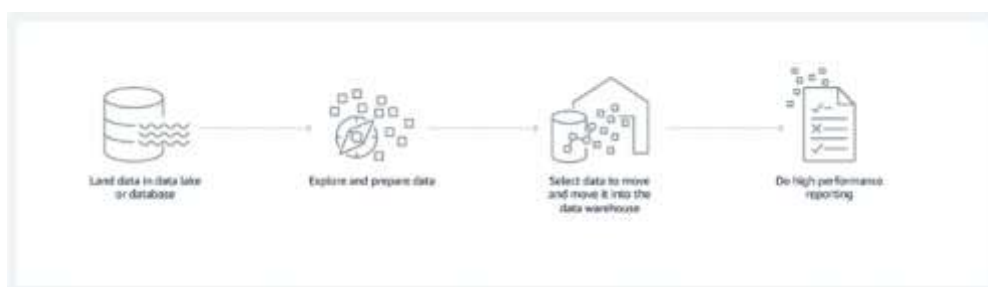 Land data in data lake
or database
Explore and prepare data
Select data to move
and move it into the
data warehouse
Do high performance
reporting